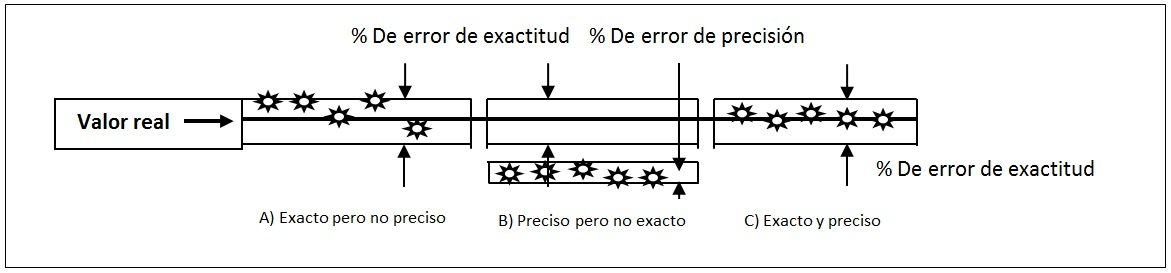 % De error de exactitud
% De error de precisión
Valor real
% De error de exactitud
A) Exacto pero no preciso
B) Preciso pero no exacto
C) Exacto y preciso